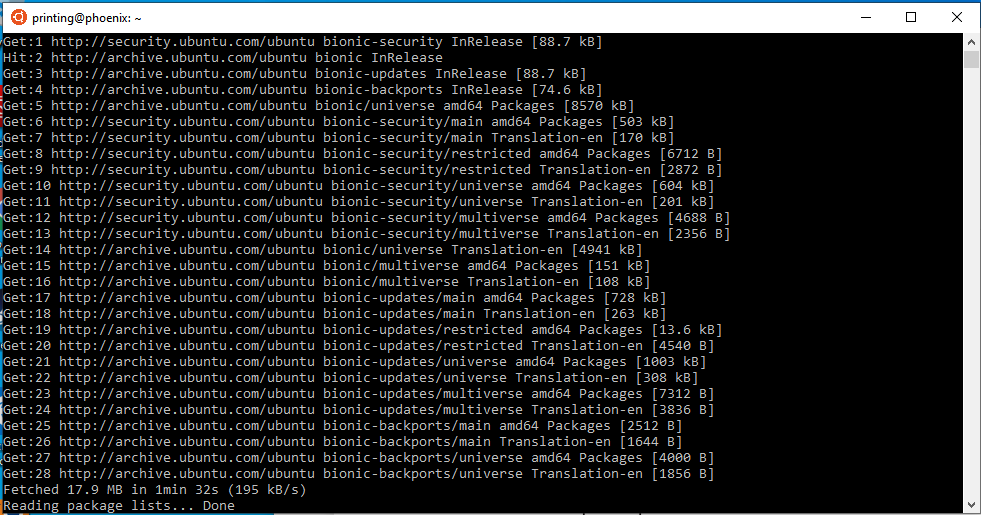 printing@phoenix: ~
Get:1 http://security.ubuntu.com/ubuntu bionic-security InRelease [88.7 kB]
Hit:2 http://archive.ubuntu.com/ubuntu bionic InRelease
Get:3 http://archive.ubuntu.com/ubuntu bionic-updates InRelease [88.7 kB]
Get:4 http://archive.ubuntu.com/ubuntu bionic-backports InRelease [74.6 kB]
Get:5 http://archive.ubuntu.com/ubuntu bionic/universe amd64 Packages [8570 kB]
Get:6 http://security.ubuntu.com/ubuntu bionic-security/main amd64 Packages [503 kB]
Get:7 http://security.ubuntu.com/ubuntu bionic-security/main Translation-en [170 kB]
Get:8 http://security.ubuntu.com/ubuntu bionic-security/restricted amd64 Packages [6712 B]
Get:9 http://security.ubuntu.com/ubuntu bionic-security/restricted Translation-en [2872 B]
Get:10 http://security.ubuntu.com/ubuntu bionic-security/universe amd64 Packages [604 kB]
Get:11 http://security.ubuntu.com/ubuntu bionic-security/universe Translation-en [201 kB]
Get:12 http://security.ubuntu.com/ubuntu bionic-security/multiverse amd64 Packages [4688 B]
Get:13 http://security.ubuntu.com/ubuntu bionic-security/multiverse Translation-en [2356 B]
Get:14 http://archive.ubuntu.com/ubuntu bionic/universe Translation-en [4941 kB]
Get:15 http://archive.ubuntu.com/ubuntu bionic/multiverse amd64 Packages [151 kB]
Get:16 http://archive.ubuntu.com/ubuntu bionic/multiverse Translation-en [108 kB]
Get:17 http://archive.ubuntu.com/ubuntu bionic-updates/main amd64 Packages [728 kB]
Get:18 http://archive.ubuntu.com/ubuntu bionic-updates/main Translation-en [263 kB]
Get:19 http://archive.ubuntu.com/ubuntu bionic-updates/restricted amd64 Packages [13.6 kB]
Get:20 http://archive.ubuntu.com/ubuntu bionic-updates/restricted Translation-en [4540 B]
Get:21 http://archive.ubuntu.com/ubuntu bionic-updates/universe amd64 Packages [1003 kB]
Get:22 http://archive.ubuntu.com/ubuntu bionic-updates/universe Translation-en [308 kB]
Get:23 http://archive.ubuntu.com/ubuntu bionic-updates/multiverse amd64 Packages [7312 B]
Get:24 http://archive.ubuntu.com/ubuntu bionic-updates/multiverse Translation-en [3836 B]
Get:25 http://archive.ubuntu.com/ubuntu bionic-backports/main amd64 Packages [2512 B]
Get:26 http://archive.ubuntu.com/ubuntu bionic-backports/main Translation-en [1644 B]
Get:27 http://archive.ubuntu.com/ubuntu bionic-backports/universe amd64 Packages [4000 B]
Get:28 http://archive.ubuntu.com/ubuntu bionic-backports/universe Translation-en [1856 B]
Fetched 17.9 MB in 1min 32s (195 kB/s)
Reading package lists... Done